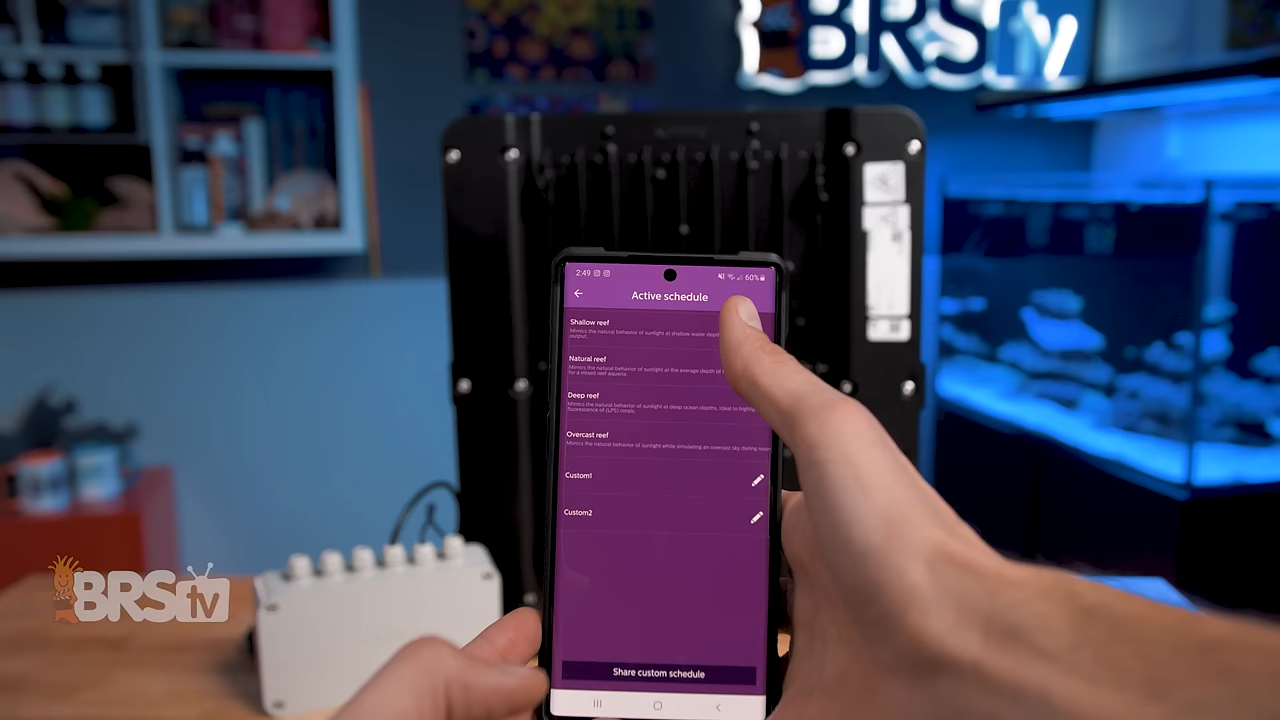 BRStv
2:49
60%
Active schedule
Shallow reef
Mimics the natural behavior of sunlight at shallow water
output.
Natural reef
Mimics the natural behavior of sunlight at the average depth of
for a mixed reef aquaria.
Deep reef
Mimics the natural behavior of sunlight at deep ocean depths, ideal to highly
fluorescence of (LPS) corals.
Overcast reef
Mimics the natural behavior of sunlight while simulating an overcast sky during noon
Custom1
Custom2
Share custom schedule
BRStv